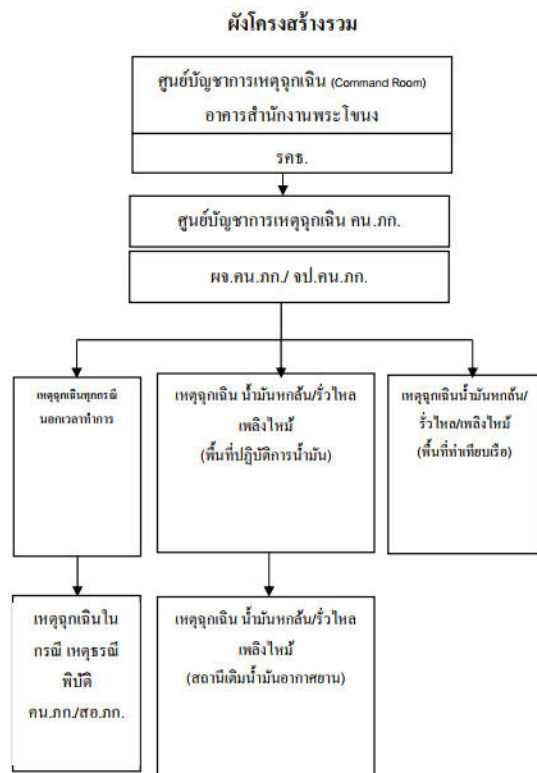 ผังโครงสร้างรวม
ศูนย์บัญชาการเหตุฉุกเฉิน (Command Room)
อาคารสำนักงานพระโขนง
รคธ.
ศูนย์บัญชาการเหตุฉุกเฉิน คน.ภก.
ผจ.คน.ภก./ จป.คน.ภก.
เหตุฉุกเฉินทุกกรณี
นอกเวลาทำการ
เหตุฉุกเฉิน น้ำมันหกล้น/รั่วไหล
เพลิงไหม้
(พื้นที่ปฏิบัติการน้ำมัน)
เหตุฉุกเฉินน้ำมันหกล้น/
รั่วไหล/เพลิงไหม้
(พื้นที่ท่าเทียบเรือ)
เหตุฉุกเฉินใน
กรณี เหตุธรณี
พิบัติ
คน.ภก./สอ.ภก.
เหตุฉุกเฉิน น้ำมันหกล้น/รั่วไหล
เพลิงไหม้
(สถานีเติมน้ำมันอากาศยาน)